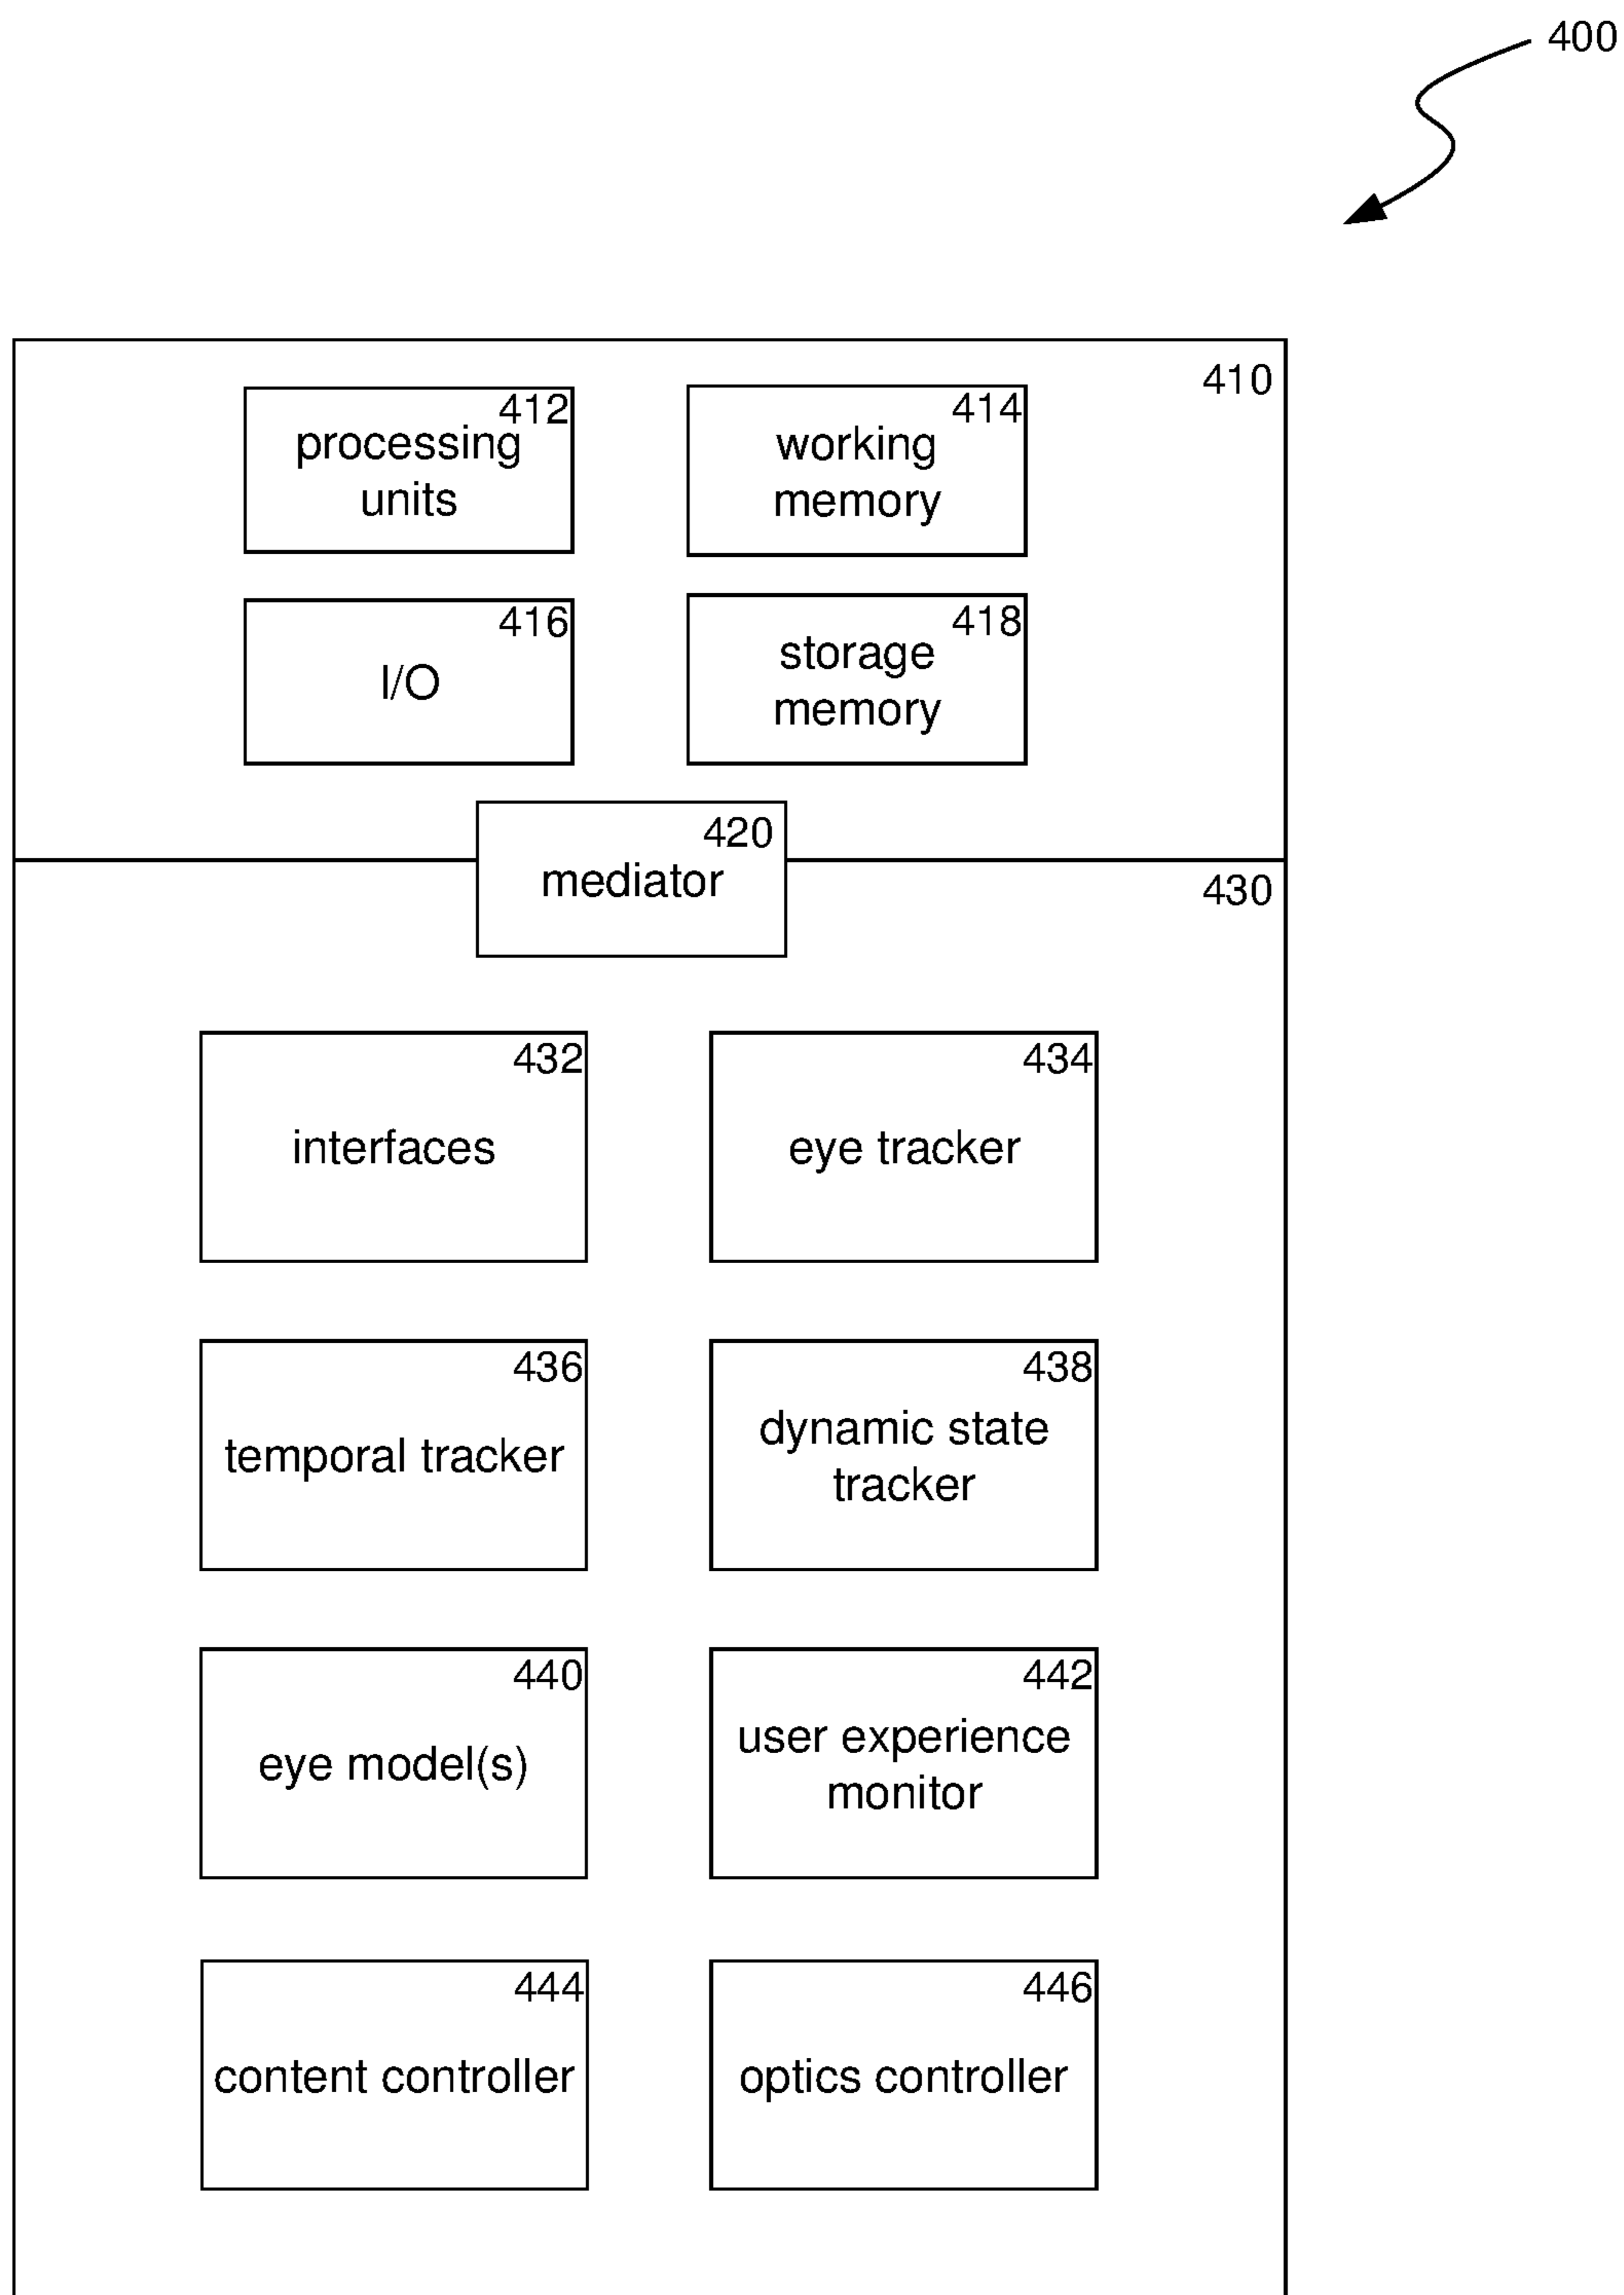 400
410
412
processing
units
414
working
memory
416
I/O
418
storage
memory
420
mediator
430
432
interfaces
434
eye tracker
436
temporal tracker
438
dynamic state
tracker
440
eye model(s)
442
user experience
monitor
444
content controller
446
optics controller